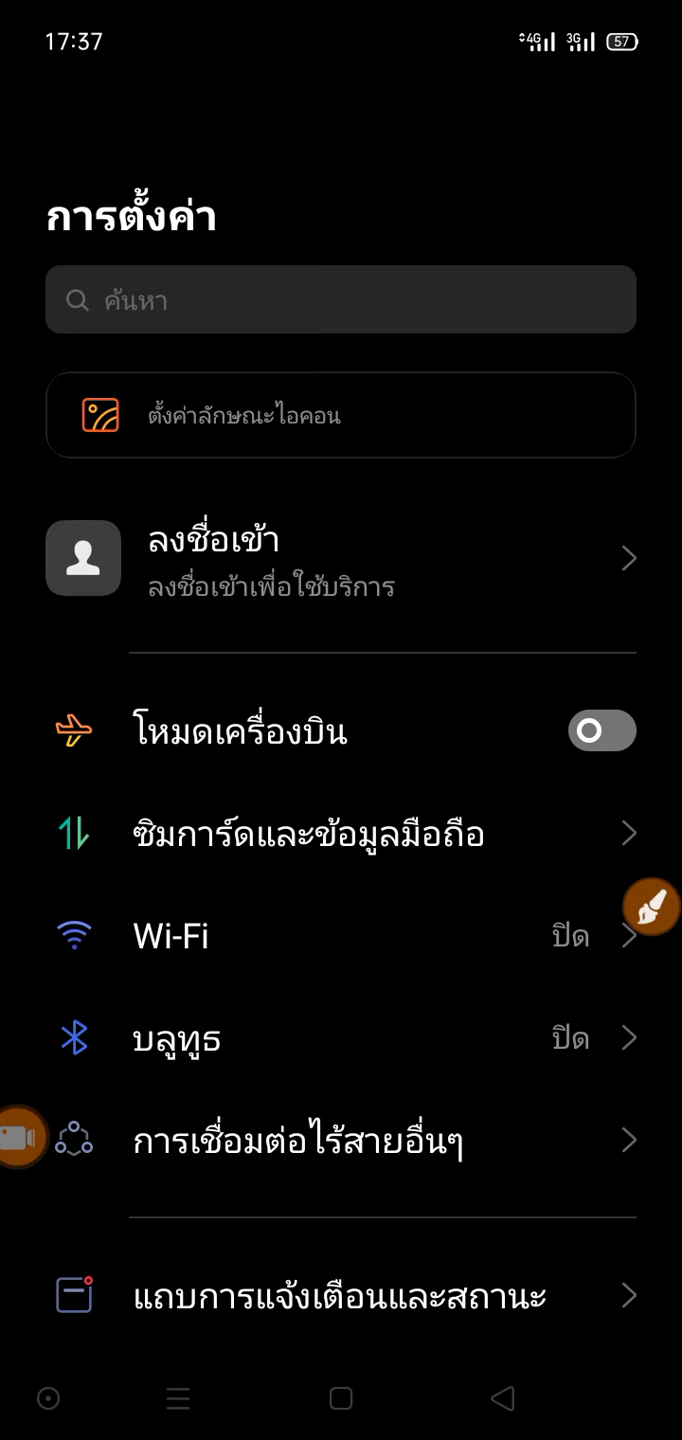 17:37
4G 3G 57
การตั้งค่า
ค้นหา
ตั้งค่าลักษณะไอคอน
ลงชื่อเข้า
ลงชื่อเข้าเพื่อใช้บริการ
โหมดเครื่องบิน
ซิมการ์ดและข้อมูลมือถือ
Wi-Fi ปิด
บลูทูธ ปิด
การเชื่อมต่อไร้สายอื่นๆ
แถบการแจ้งเตือนและสถานะ